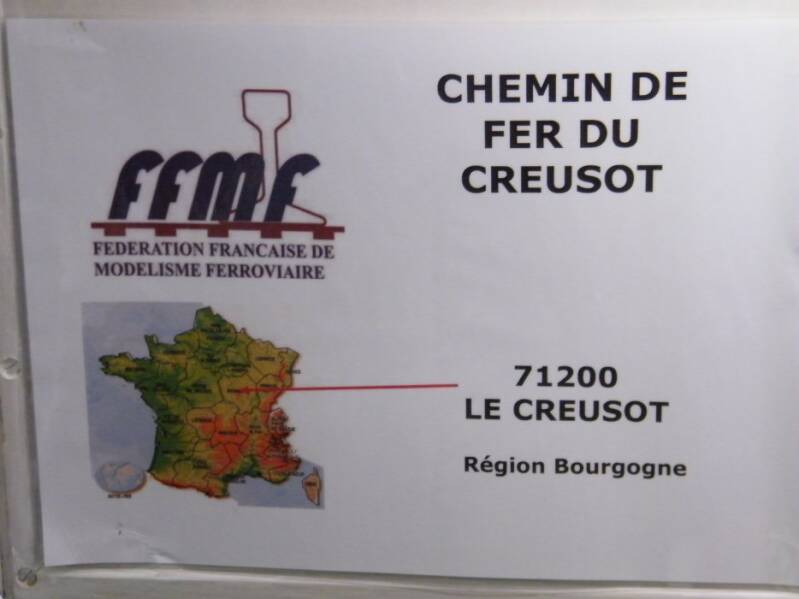 FFMF
FEDERATION FRANCAISE DE
MODELISME FERROVIAIRE
CHEMIN DE
FER DU
CREUSOT
71200
LE CREUSOT
Région Bourgogne